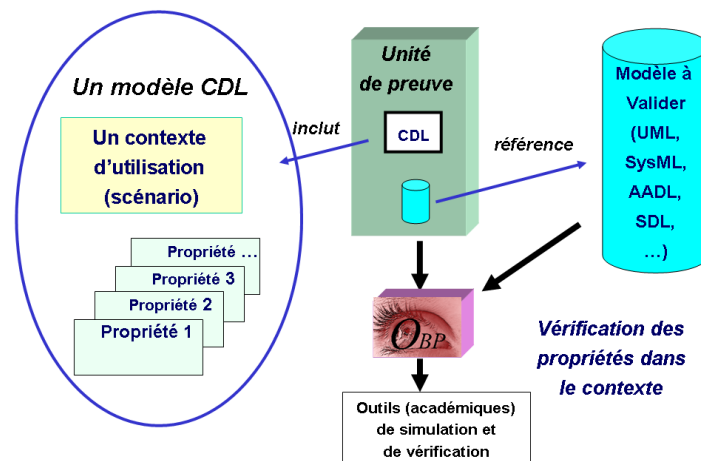 Un modèle CDL
Un contexte
d'utilisation
(scénario)
Propriété ...
Propriété 3
Propriété 2
Propriété 1
inclut
Unité
de preuve
CDL
référence
Modèle à
Valider
(UML,
SysML,
AADL,
SDL,
...)
OBP
Vérification des
propriétés dans
le contexte
Outils (académiques)
de simulation et
de vérification